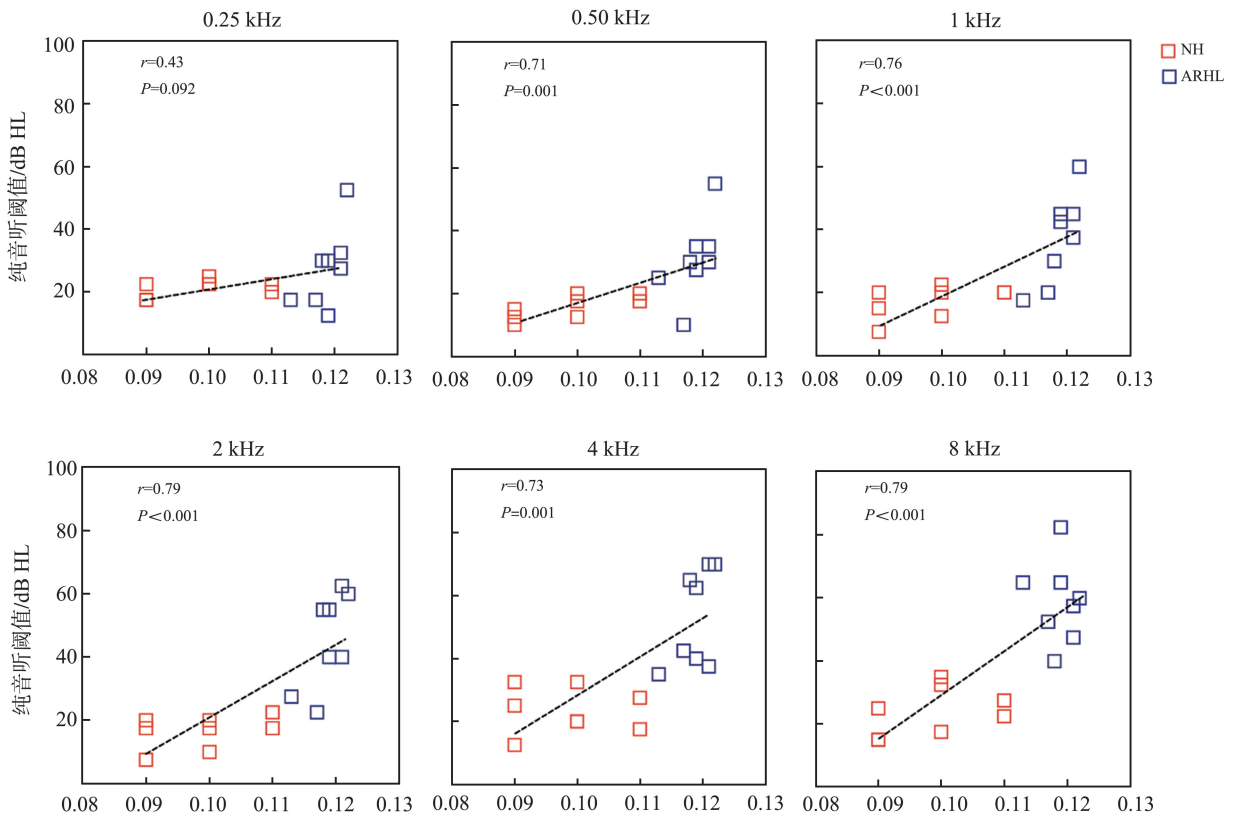 0.25 kHz
0.50 kHz
1 kHz
NH
ARHL
r=0.43
P=0.092
r=0.71
P=0.001
r=0.76
P<0.001
纯音听阈值/dB HL
100
80
60
40
20
0.08 0.09 0.10 0.11 0.12 0.13
0.08 0.09 0.10 0.11 0.12 0.13
0.08 0.09 0.10 0.11 0.12 0.13
2 kHz
4 kHz
8 kHz
r=0.79
P<0.001
r=0.73
P=0.001
r=0.79
P<0.001
纯音听阈值/dB HL
100
80
60
40
20
0.08 0.09 0.10 0.11 0.12 0.13
0.08 0.09 0.10 0.11 0.12 0.13
0.08 0.09 0.10 0.11 0.12 0.13